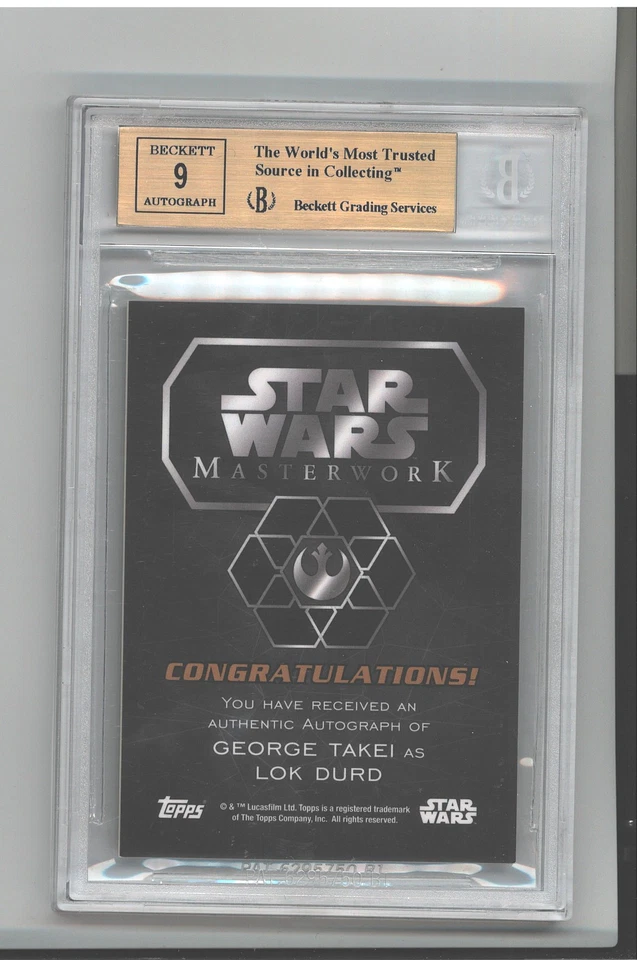 BECKETT
9
AUTOGRAPH
The World's Most Trusted
Source in Collecting™
B
Beckett Grading Services
STAR
WARS
MASTERWORK
CONGRATULATIONS!
YOU HAVE RECEIVED AN
AUTHENTIC AUTOGRAPH OF
GEORGE TAKEI AS
LOK DURD
topps
© & ™ Lucasfilm Ltd. Topps is a registered trademark
of The Topps Company, Inc. All rights reserved.
STAR
WARS